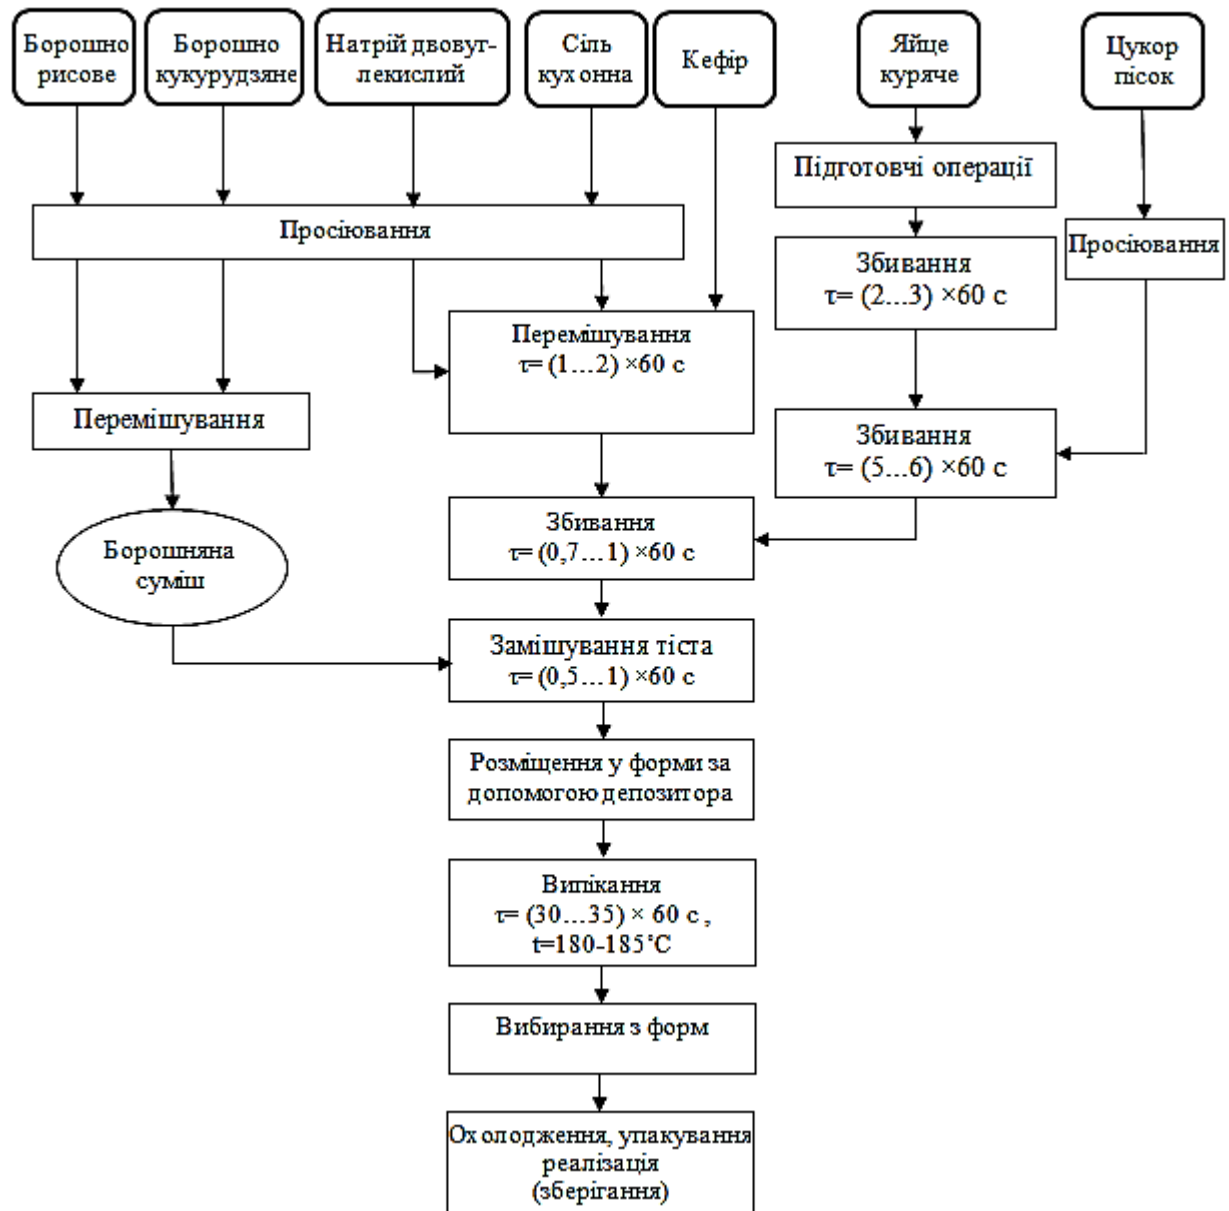 Борошно
рисове
Борошно
кукурудзяне
Натрій двовуг-
лекислий
Сіль
кухонна
Кефір
Яйце
куряче
Цукор
пісок
Підготовчі операції
Просіювання
Просіювання
Збивання
τ= (2...3) ×60 с
Перемішування
τ= (1...2) ×60 с
Перемішування
Збивання
τ= (5...6) ×60 с
Збивання
τ= (0,7...1) ×60 с
Борошняна
суміш
Замішування тіста
τ= (0,5...1) ×60 с
Розміщення у форми за
допомогою депозитора
Випікання
τ= (30...35) × 60 с ,
t=180-185˚С
Вибирання з форм
Охолодження, упакування
реалізація
(зберігання)